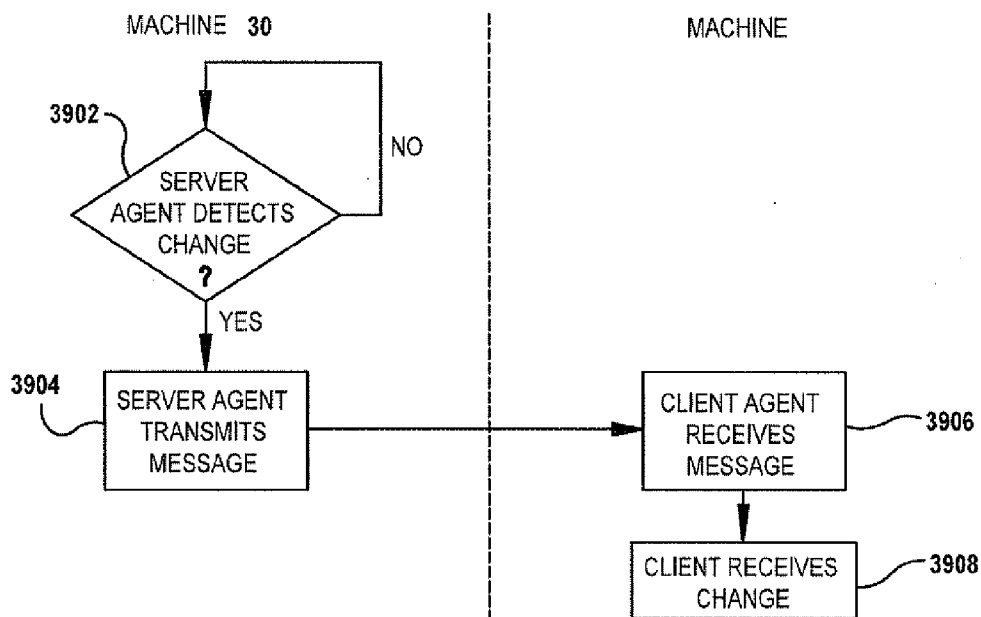 MACHINE 30
MACHINE
3902
NO
SERVER
AGENT DETECTS
CHANGE
?
YES
3904
SERVER AGENT
TRANSMITS
MESSAGE
CLIENT AGENT
RECEIVES
MESSAGE
3906
CLIENT RECEIVES
CHANGE
3908